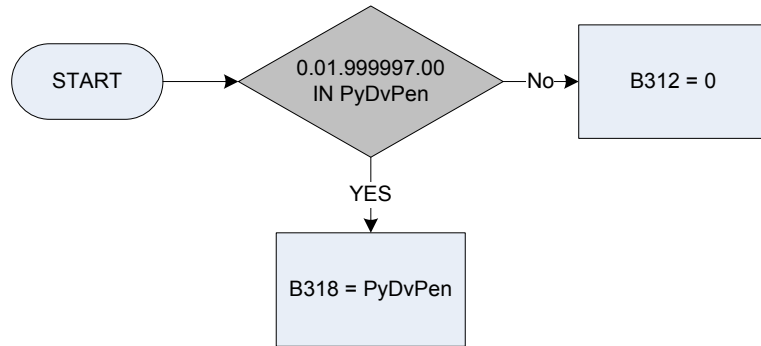 START
0.01.999997.00
IN PyDvPen
No
B312 = 0
YES
B318 = PyDvPen